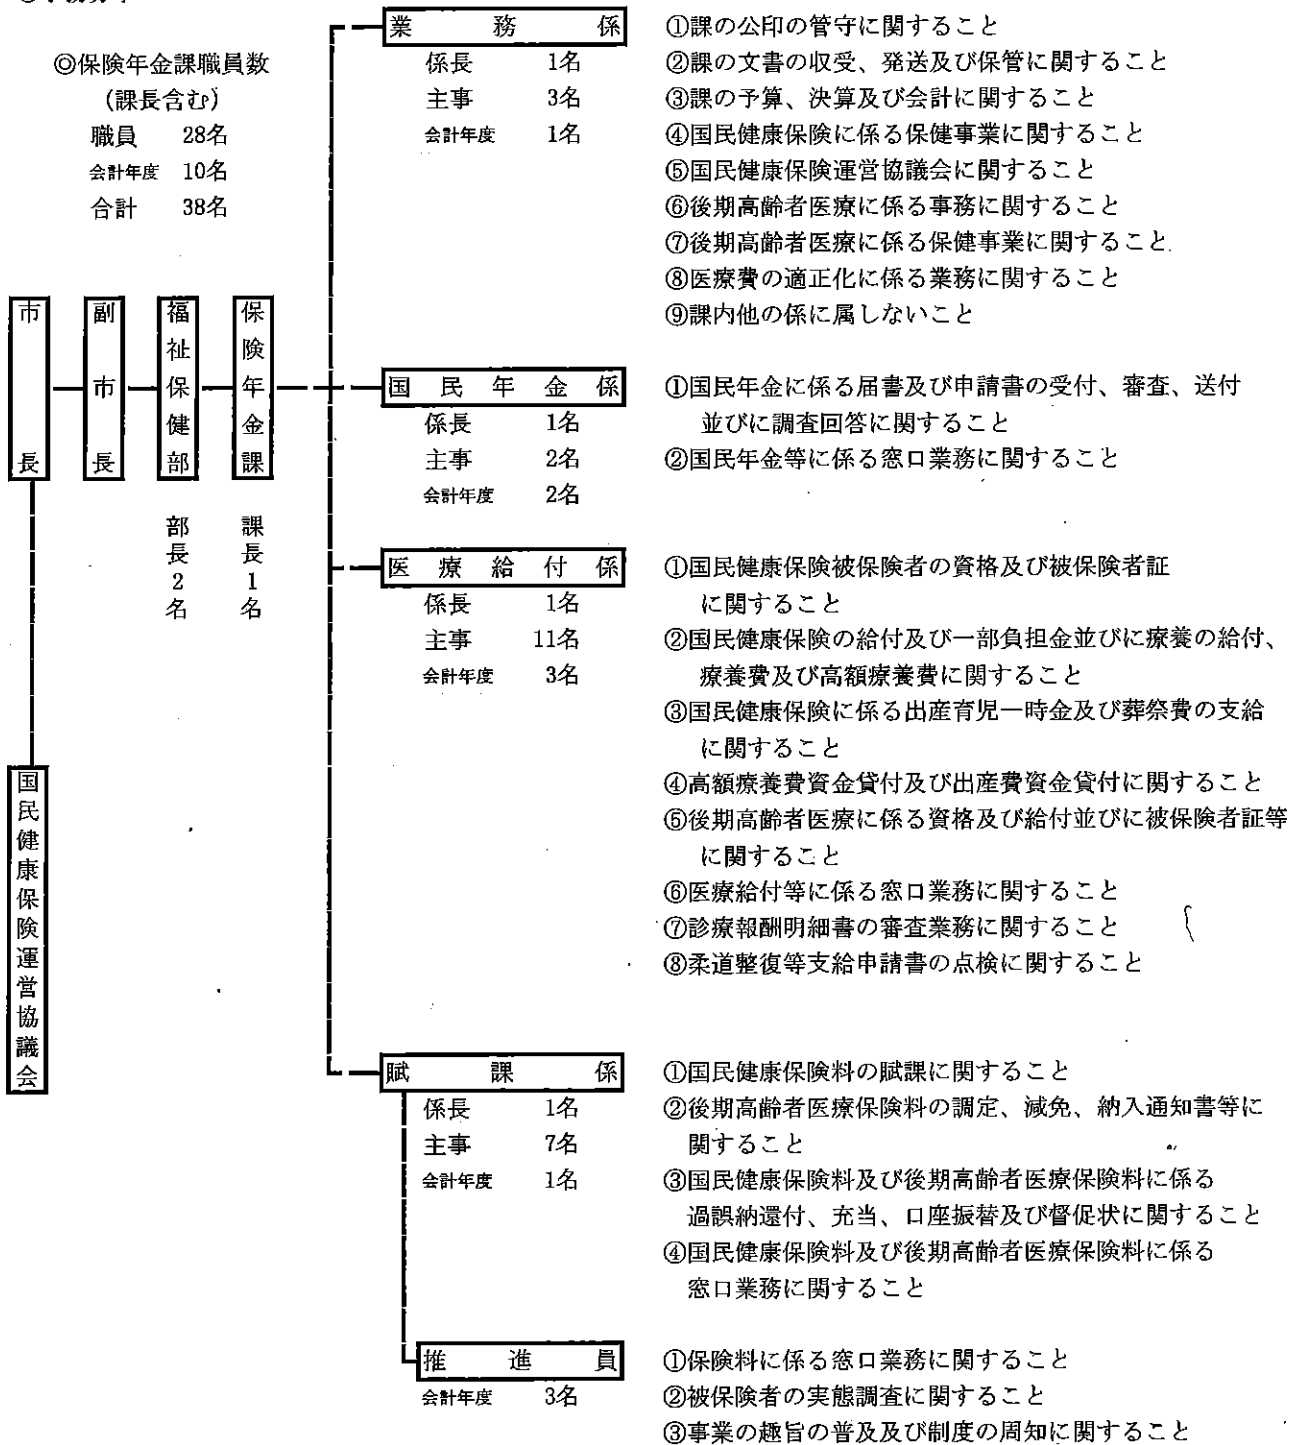 ◎保険年金課職員数
(課長含む)
職員 28名
会計年度 10名
合計 38名
市長
副市長
福祉保健部
部長2名
保険年金課
課長1名
国民健康保険運営協議会
業務係
係長 1名
主事 3名
会計年度 1名
①課の公印の管守に関すること
②課の文書の収受、発送及び保管に関すること
③課の予算、決算及び会計に関すること
④国民健康保険に係る保健事業に関すること
⑤国民健康保険運営協議会に関すること
⑥後期高齢者医療に係る事務に関すること
⑦後期高齢者医療に係る保健事業に関すること
⑧医療費の適正化に係る業務に関すること
⑨課内他の係に属しないこと
国民年金係
係長 1名
主事 2名
会計年度 2名
①国民年金に係る届書及び申請書の受付、審査、送付
並びに調査回答に関すること
②国民年金等に係る窓口業務に関すること
医療給付係
係長 1名
主事 11名
会計年度 3名
①国民健康保険被保険者の資格及び被保険者証
に関すること
②国民健康保険の給付及び一部負担金並びに療養の給付、
療養費及び高額療養費に関すること
③国民健康保険に係る出産育児一時金及び葬祭費の支給
に関すること
④高額療養費資金貸付及び出産費資金貸付に関すること
⑤後期高齢者医療に係る資格及び給付並びに被保険者証等
に関すること
⑥医療給付等に係る窓口業務に関すること
⑦診療報酬明細書の審査業務に関すること
⑧柔道整復等支給申請書の点検に関すること
賦課係
係長 1名
主事 7名
会計年度 1名
①国民健康保険料の賦課に関すること
②後期高齢者医療保険料の調定、減免、納入通知書等に
関すること
③国民健康保険料及び後期高齢者医療保険料に係る
過誤納還付、充当、口座振替及び督促状に関すること
④国民健康保険料及び後期高齢者医療保険料に係る
窓口業務に関すること
推進員
会計年度 3名
①保険料に係る窓口業務に関すること
②被保険者の実態調査に関すること
③事業の趣旨の普及及び制度の周知に関すること